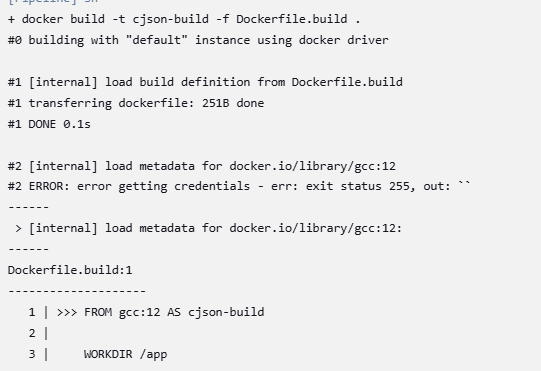 [Pipeline] sh
+ docker build -t cjson-build -f Dockerfile.build .
#0 building with "default" instance using docker driver
#1 [internal] load build definition from Dockerfile.build
#1 transferring dockerfile: 251B done
#1 DONE 0.1s
#2 [internal] load metadata for docker.io/library/gcc:12
#2 ERROR: error getting credentials - err: exit status 255, out: ``
------
 > [internal] load metadata for docker.io/library/gcc:12:
------
Dockerfile.build:1
--------------------
   1 | >>> FROM gcc:12 AS cjson-build
   2 |
   3 |     WORKDIR /app